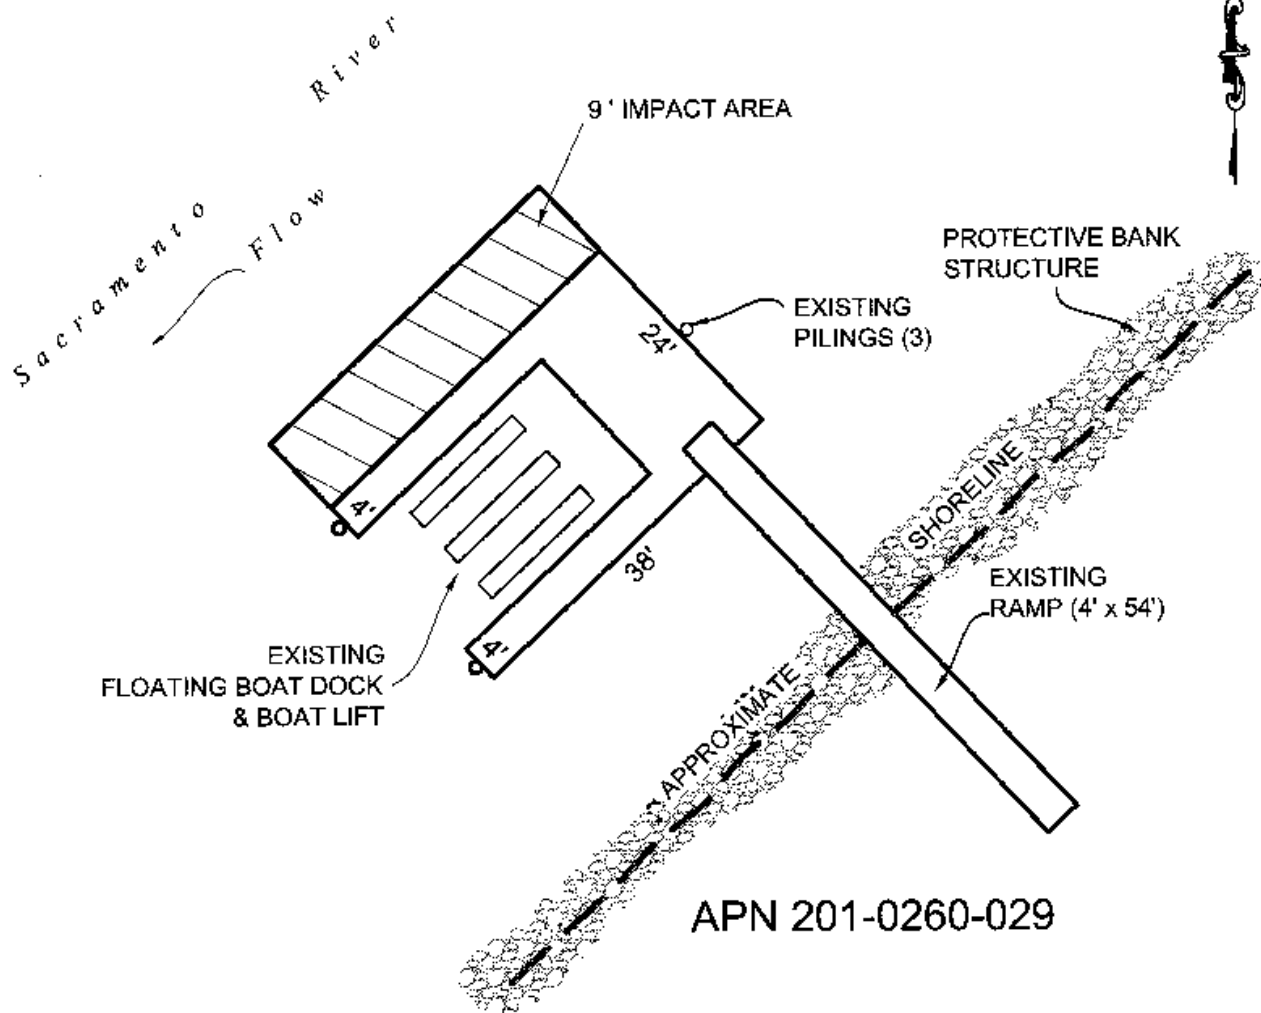 Sacramento River
Flow
9' IMPACT AREA
PROTECTIVE BANK
STRUCTURE
EXISTING
PILINGS (3)
24'
4'
38'
4'
SHORELINE
APPROXIMATE
EXISTING
RAMP (4' x 54')
EXISTING
FLOATING BOAT DOCK
& BOAT LIFT
APN 201-0260-029